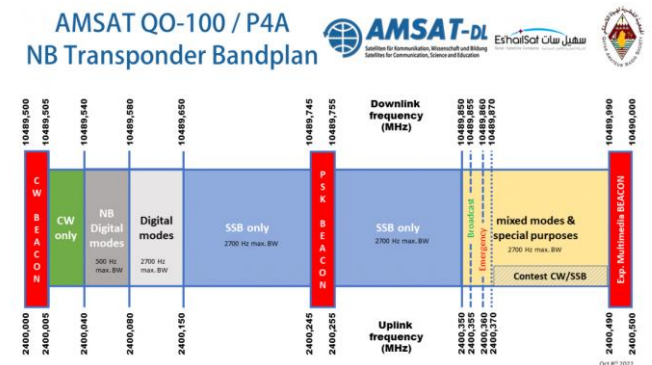 AMSAT QO-100 / P4A
NB Transponder Bandplan
AMSAT-DL
Satelliten für Kommunikation, Wissenschaft und Bildung
Satellites for Communication, Science and Education
Es'hailSat سهيل سات
10489,500
10489,505
10489,540
10489,580
10489,650
10489,745
10489,755
Downlink
frequency
(MHz)
10489,850
10489,855
10489,860
10489,870
10489,990
10490,000
CW BEACON
CW
only
NB
Digital
modes
500 Hz
max. BW
Digital
modes
2700 Hz
max. BW
SSB only
2700 Hz max. BW
PSK BEACON
SSB only
2700 Hz max. BW
Broadcast
Emergency
mixed modes &
special purposes
2700 Hz max. BW
Contest CW/SSB
Exp. Multimedia BEACON
2400,000
2400,005
2400,040
2400,080
2400,150
2400,245
2400,255
Uplink
frequency
(MHz)
2400,350
2400,355
2400,360
2400,370
2400,490
2400,500